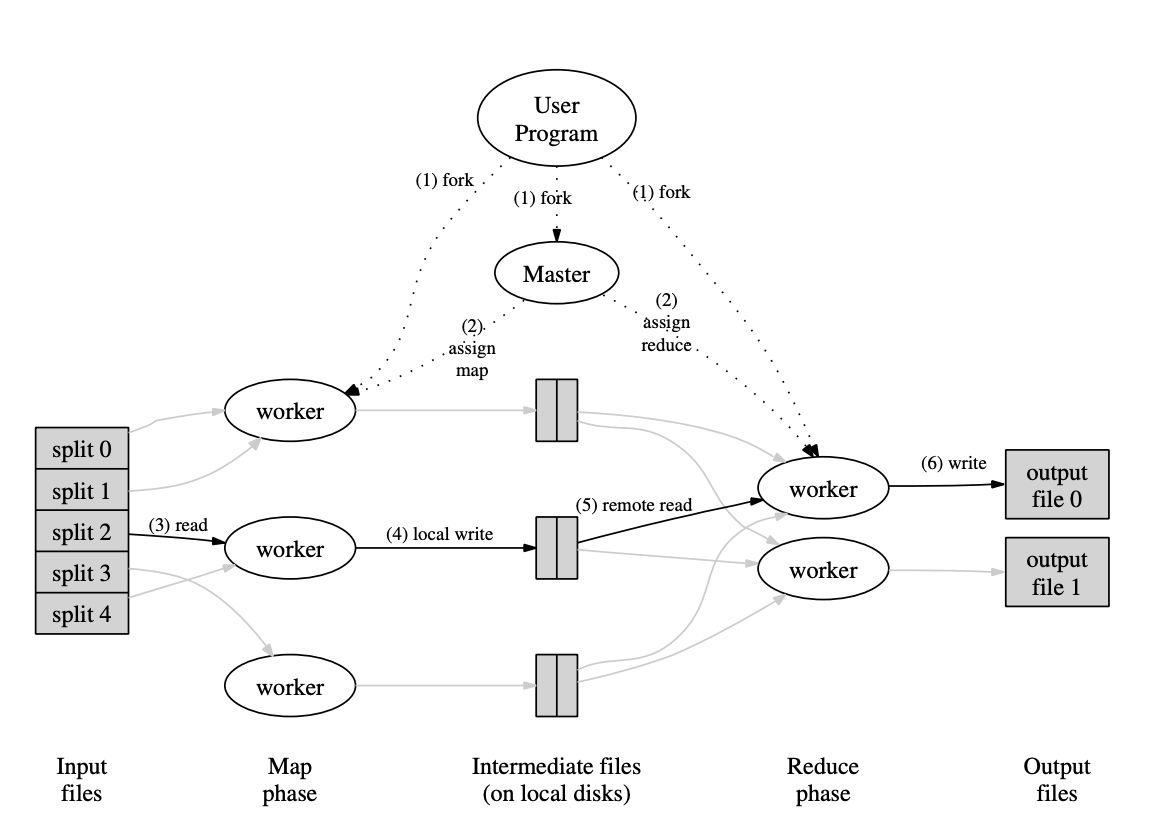 User
Program
(1) fork
(1) fork
(1) fork
Master
(2)
assign
map
(2)
assign
reduce
worker
split 0
split 1
split 2
split 3
split 4
(3) read
worker
(4) local write
(5) remote read
worker
(6) write
output
file 0
worker
output
file 1
worker
Input
files
Map
phase
Intermediate files
(on local disks)
Reduce
phase
Output
files